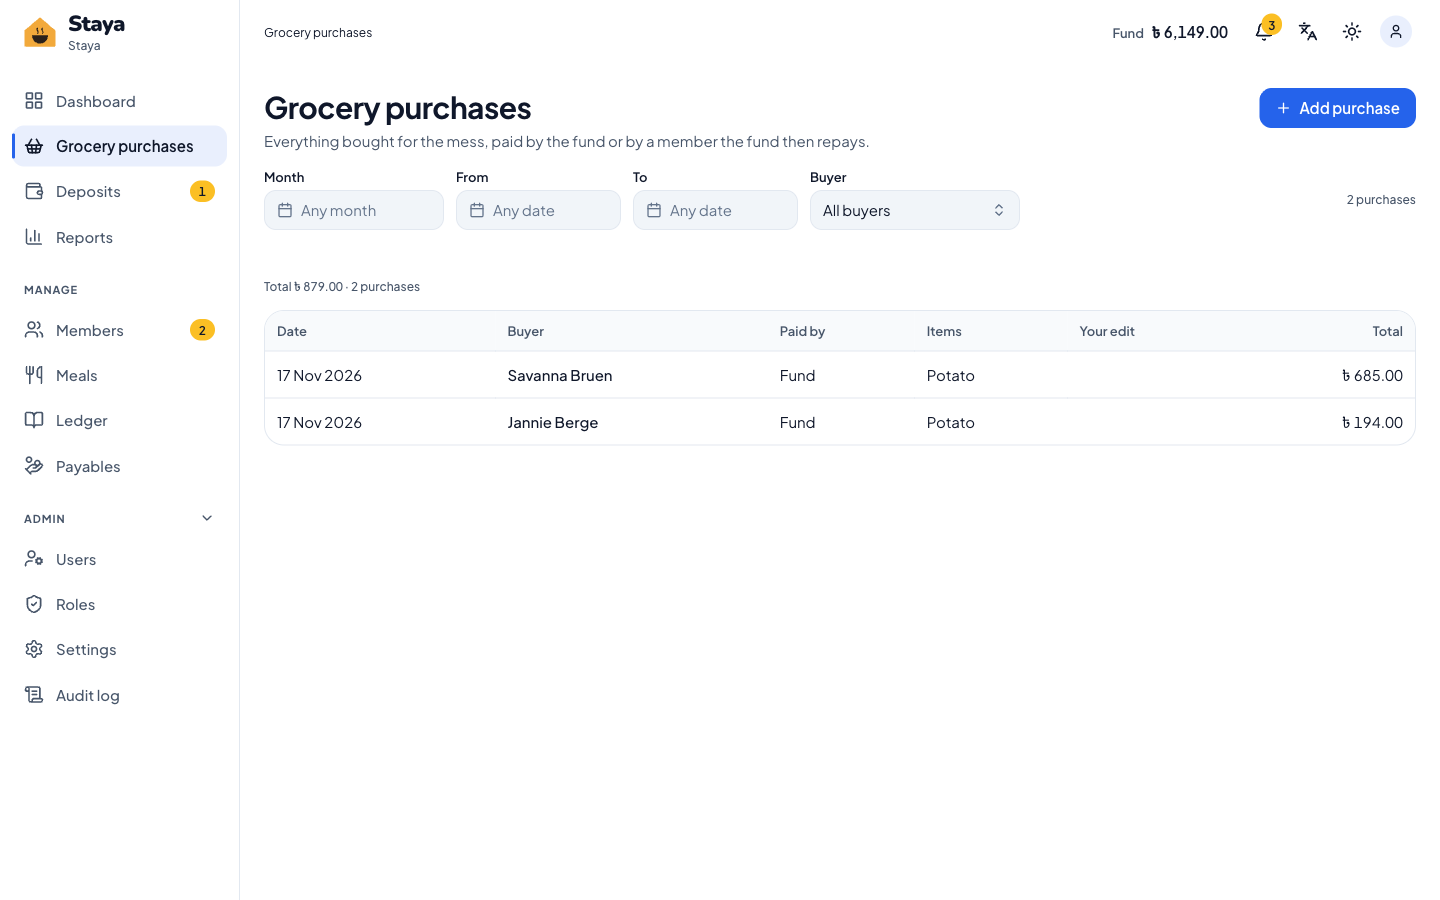 Staya
Staya
Grocery purchases
Fund ৳ 6,149.00
3
Dashboard
Grocery purchases
Deposits 1
Reports
MANAGE
Members 2
Meals
Ledger
Payables
ADMIN
Users
Roles
Settings
Audit log
Grocery purchases
Add purchase
Everything bought for the mess, paid by the fund or by a member the fund then repays.
Month From To Buyer
Any month Any date Any date All buyers
2 purchases
Total ৳ 879.00 · 2 purchases
Date Buyer Paid by Items Your edit Total
17 Nov 2026 Savanna Bruen Fund Potato ৳ 685.00
17 Nov 2026 Jannie Berge Fund Potato ৳ 194.00